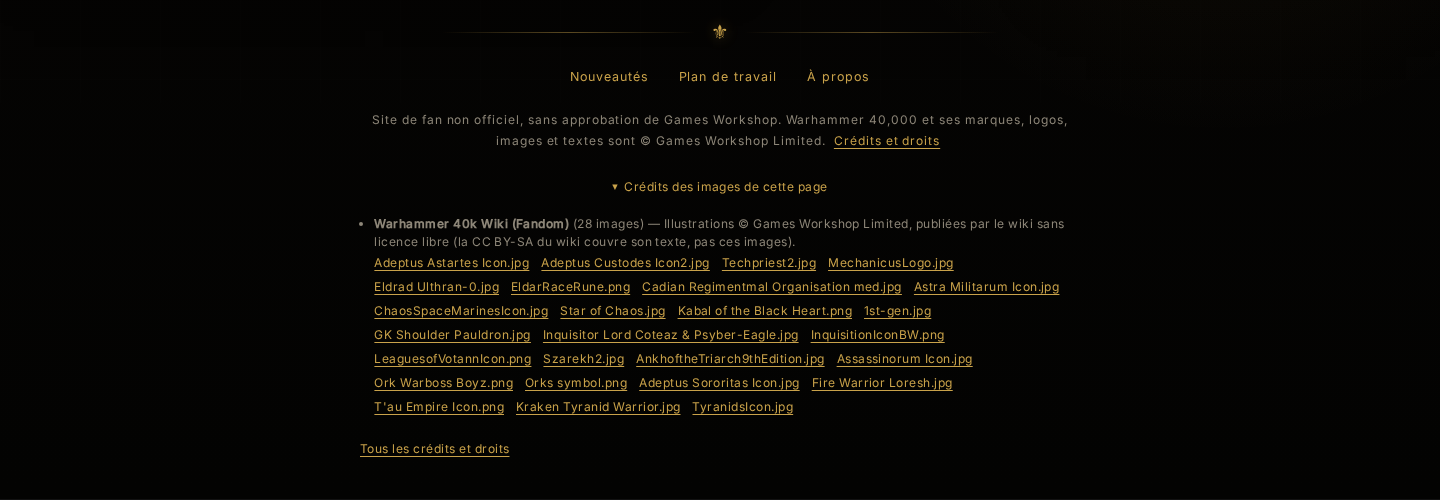 Nouveautés Plan de travail À propos
Site de fan non officiel, sans approbation de Games Workshop. Warhammer 40,000 et ses marques, logos,
images et textes sont © Games Workshop Limited. Crédits et droits
▾ Crédits des images de cette page
• Warhammer 40k Wiki (Fandom) (28 images) — Illustrations © Games Workshop Limited, publiées par le wiki sans
licence libre (la CC BY-SA du wiki couvre son texte, pas ces images).
Adeptus Astartes Icon.jpg Adeptus Custodes Icon2.jpg Techpriest2.jpg MechanicusLogo.jpg
Eldrad Ulthran-0.jpg EldarRaceRune.png Cadian Regimentmal Organisation med.jpg Astra Militarum Icon.jpg
ChaosSpaceMarinesIcon.jpg Star of Chaos.jpg Kabal of the Black Heart.png 1st-gen.jpg
GK Shoulder Pauldron.jpg Inquisitor Lord Coteaz & Psyber-Eagle.jpg InquisitionIconBW.png
LeaguesofVotannIcon.png Szarekh2.jpg AnkhoftheTriarch9thEdition.jpg Assassinorum Icon.jpg
Ork Warboss Boyz.png Orks symbol.png Adeptus Sororitas Icon.jpg Fire Warrior Loresh.jpg
T'au Empire Icon.png Kraken Tyranid Warrior.jpg TyranidsIcon.jpg
Tous les crédits et droits